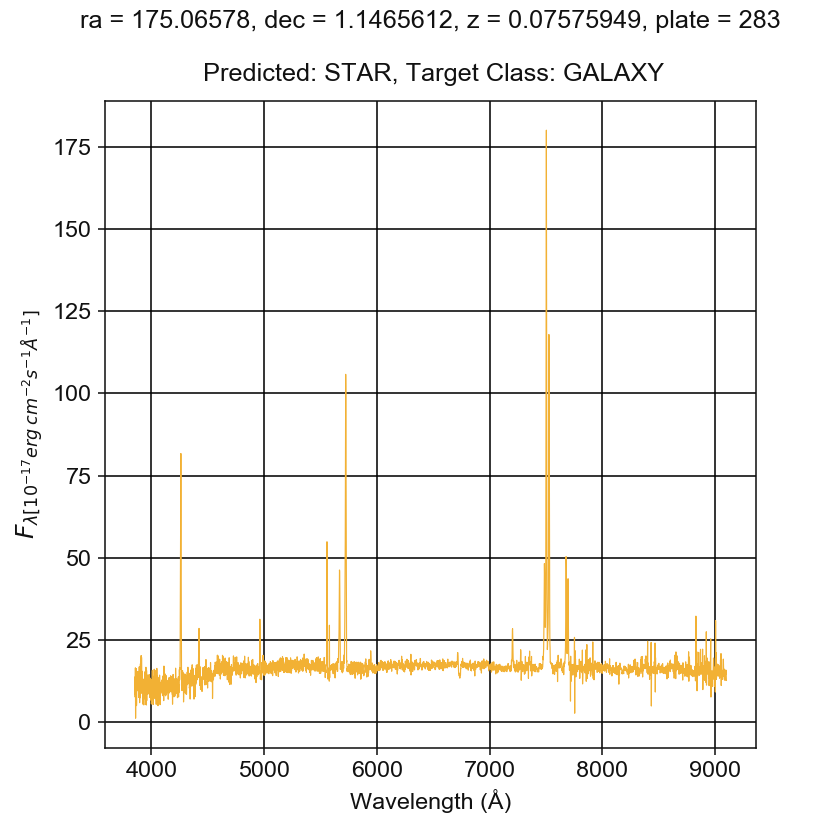 ra = 175.06578, dec = 1.1465612, z = 0.07575949, plate = 283
Predicted: STAR, Target Class: GALAXY
175
150
125
100
75
50
25
0
F_{λ[10^{−17}erg cm^{−2}s^{−1}Å^{−1}]}
4000 5000 6000 7000 8000 9000
Wavelength (Å)